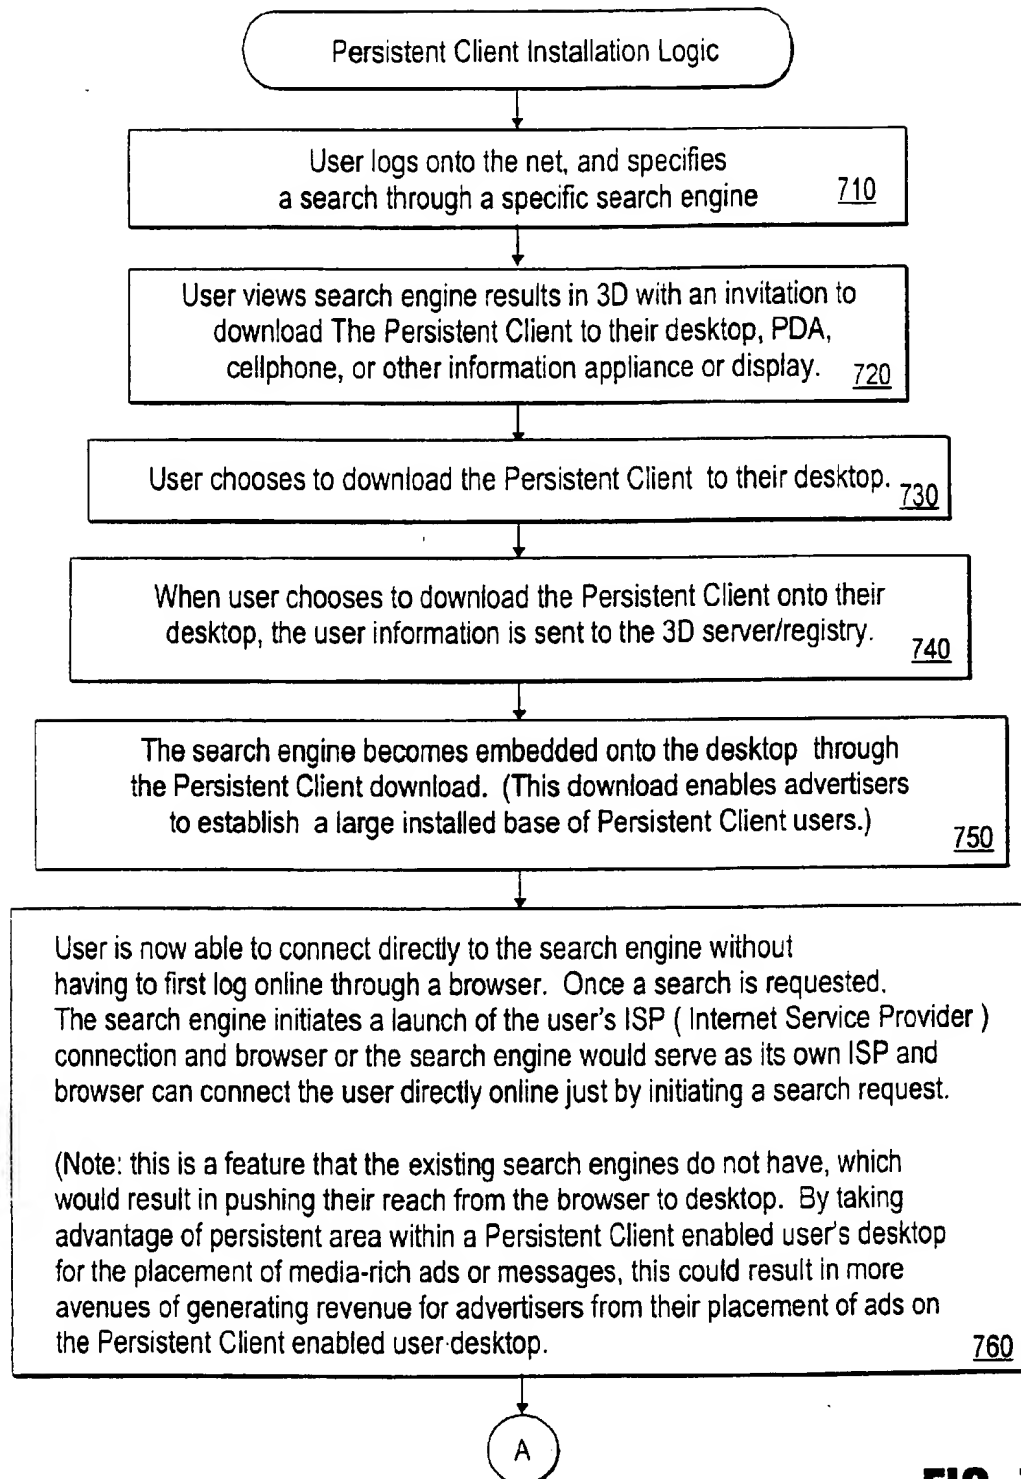 Persistent Client Installation Logic
User logs onto the net, and specifies
a search through a specific search engine
710
User views search engine results in 3D with an invitation to
download The Persistent Client to their desktop, PDA,
cellphone, or other information appliance or display.
720
User chooses to download the Persistent Client to their desktop.
730
When user chooses to download the Persistent Client onto their
desktop, the user information is sent to the 3D server/registry.
740
The search engine becomes embedded onto the desktop through
the Persistent Client download. (This download enables advertisers
to establish a large installed base of Persistent Client users.)
750
User is now able to connect directly to the search engine without
having to first log online through a browser. Once a search is requested.
The search engine initiates a launch of the user's ISP ( Internet Service Provider )
connection and browser or the search engine would serve as its own ISP and
browser can connect the user directly online just by initiating a search request.
(Note: this is a feature that the existing search engines do not have, which
would result in pushing their reach from the browser to desktop. By taking
advantage of persistent area within a Persistent Client enabled user's desktop
for the placement of media-rich ads or messages, this could result in more
avenues of generating revenue for advertisers from their placement of ads on
the Persistent Client enabled user desktop.
760
A
FIG.